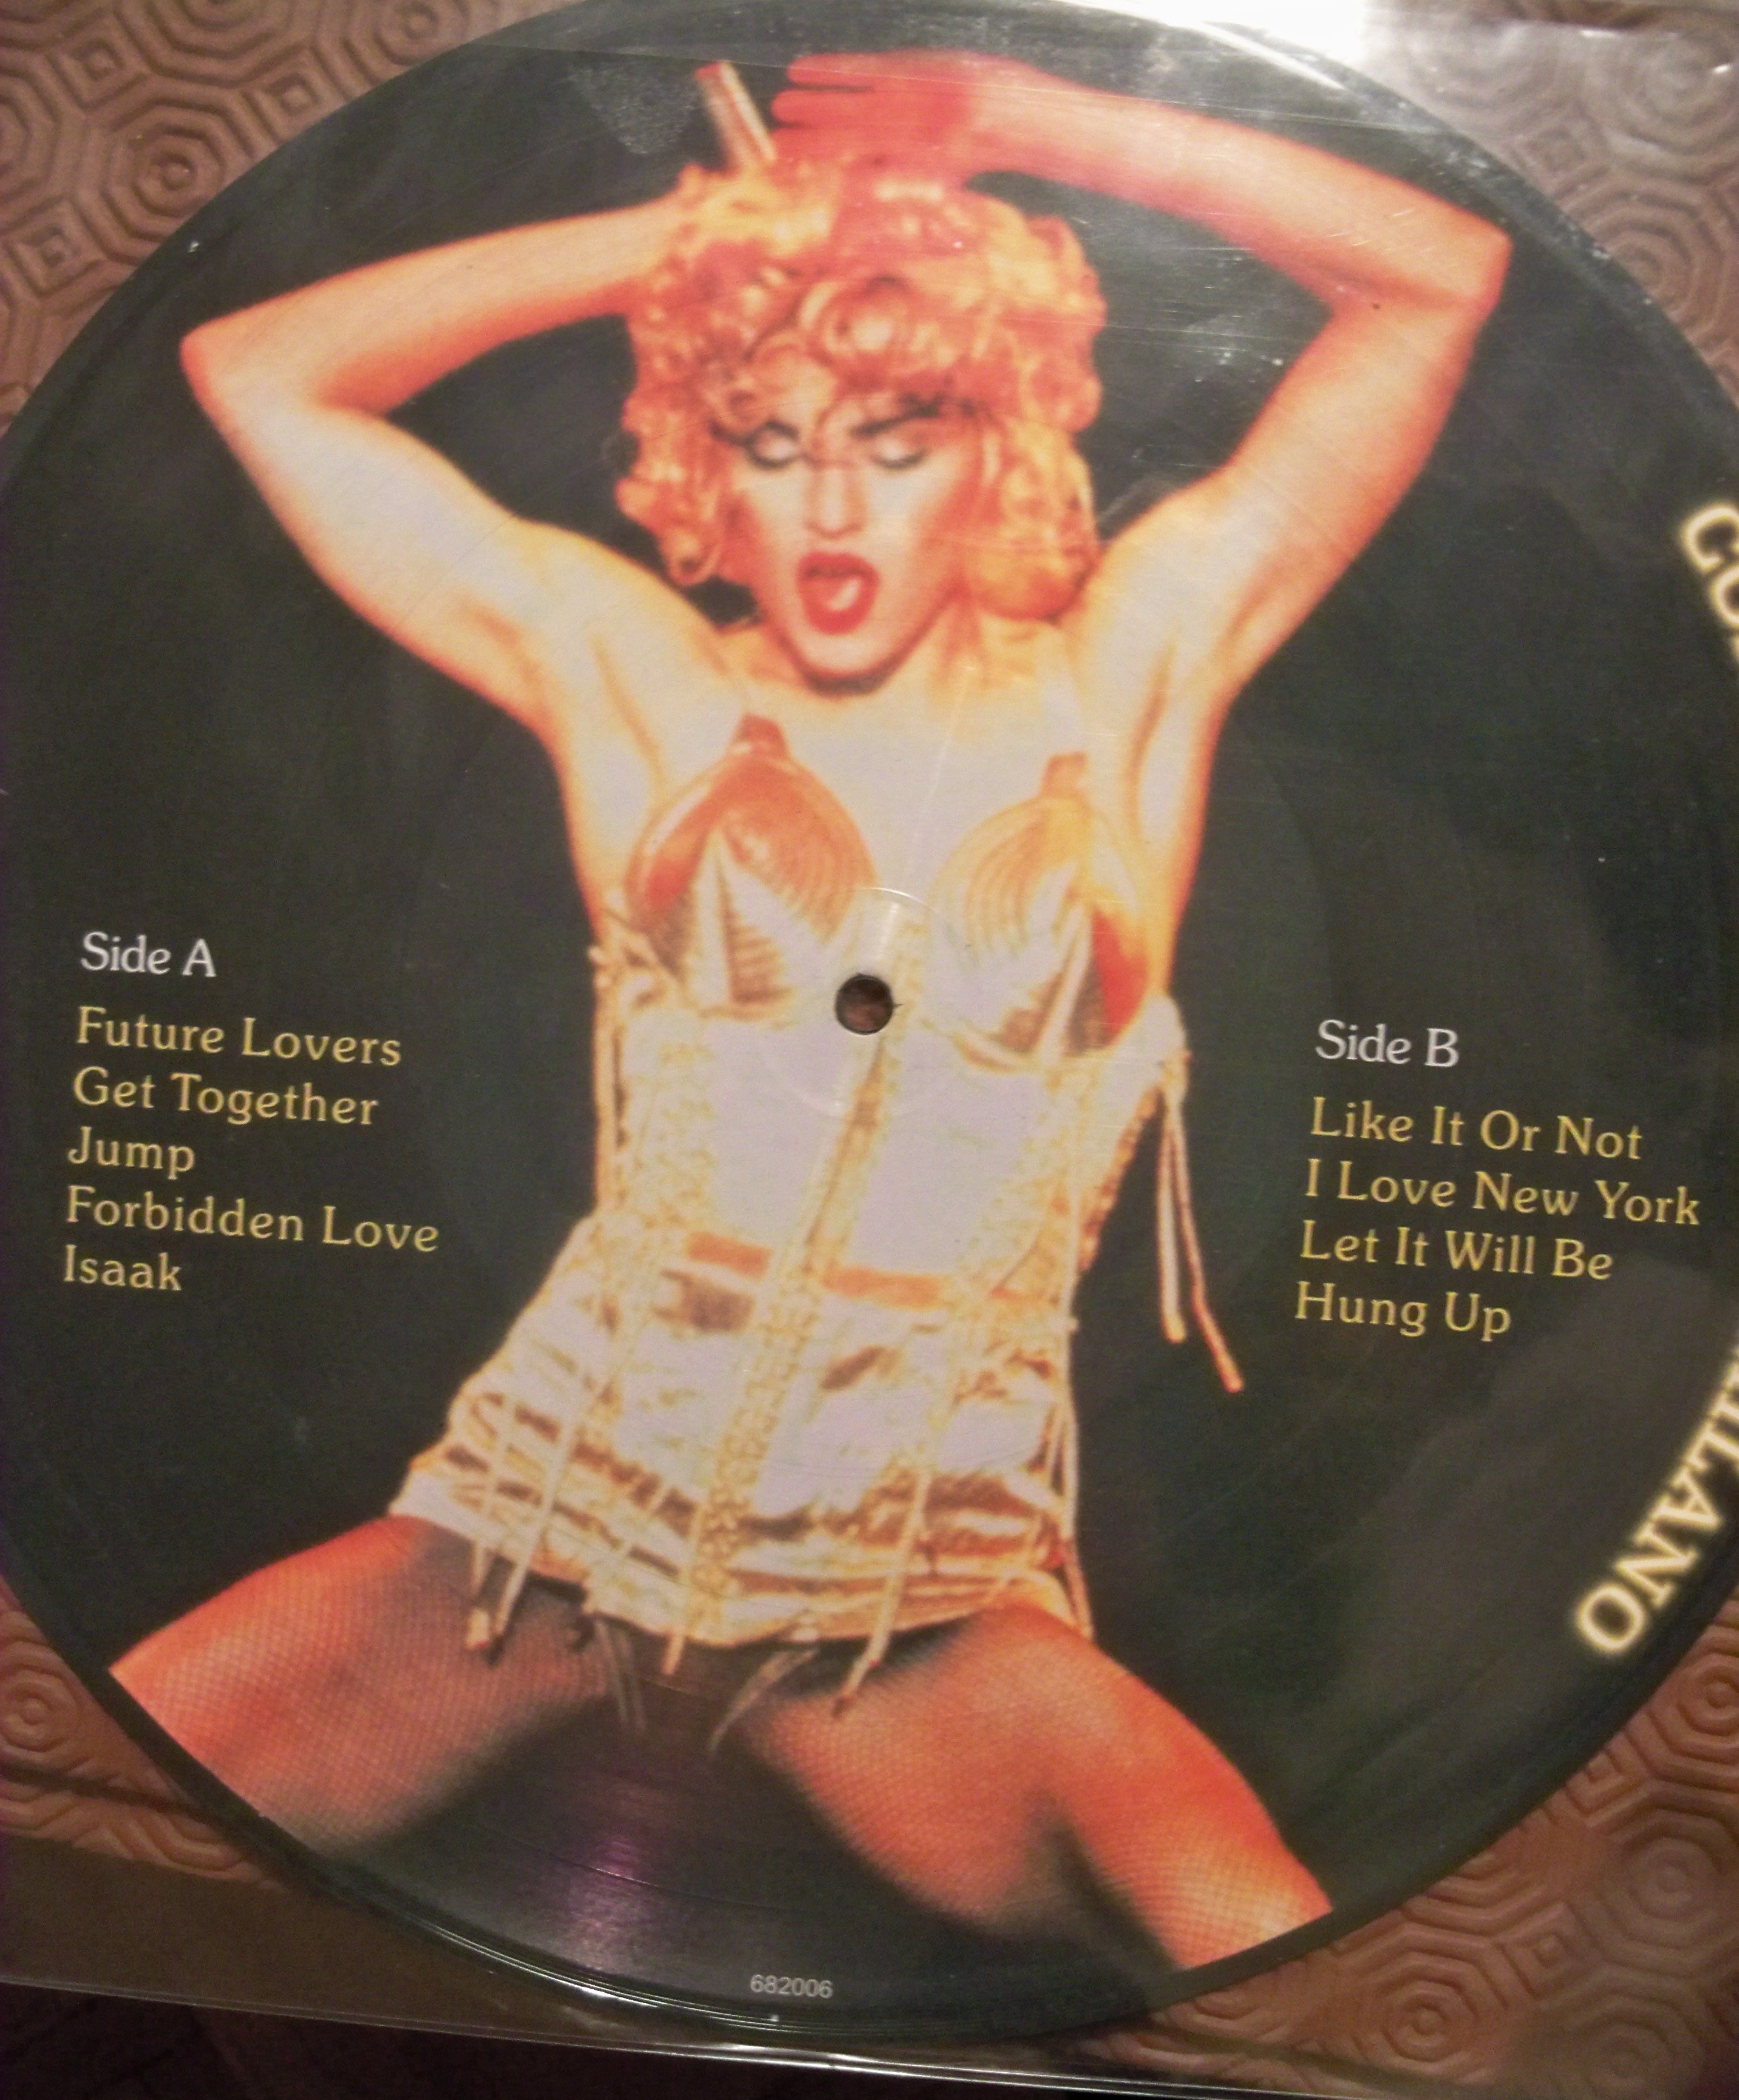 Side A
Future Lovers
Get Together
Jump
Forbidden Love
Isaak
Side B
Like It Or Not
I Love New York
Let It Will Be
Hung Up
682006